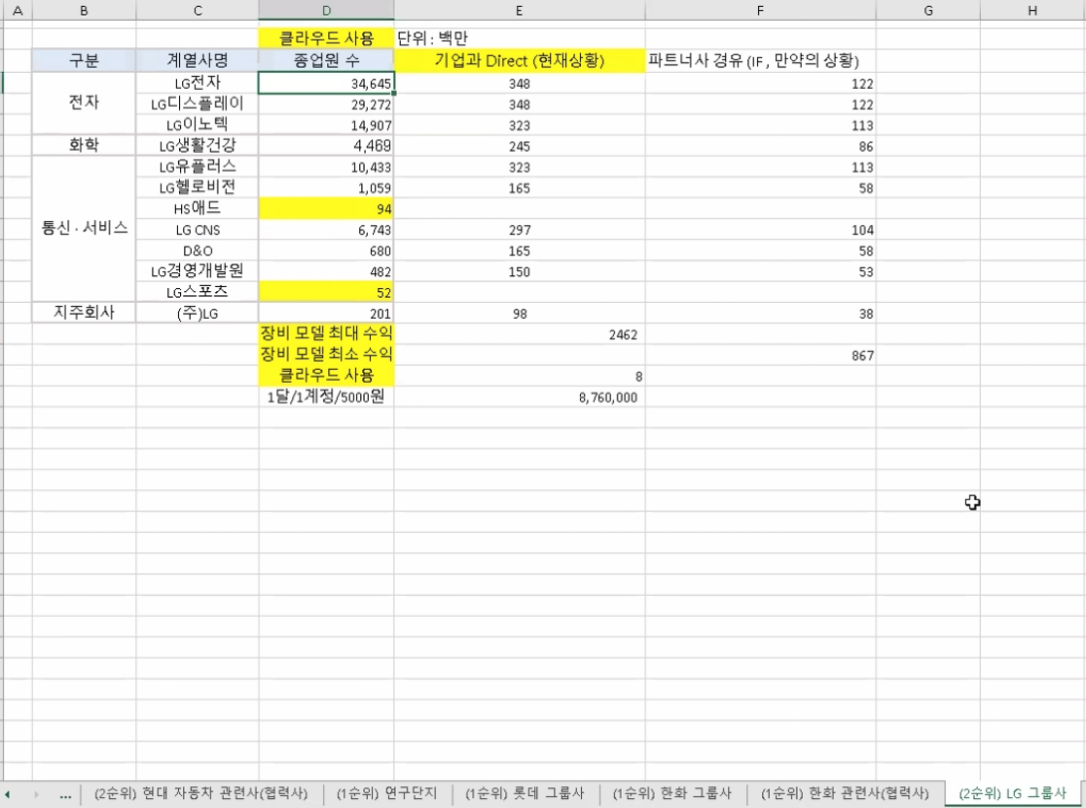 A B C D E F G H
클라우드 사용 단위 : 백만
구분 계열사명 종업원 수 기업과 Direct (현재상황) 파트너사 경유 (IF , 만약의 상황)
전자 LG전자 34,645 348 122
LG디스플레이 29,272 348 122
LG이노텍 14,907 323 113
화학 LG생활건강 4,469 245 86
통신 · 서비스 LG유플러스 10,433 323 113
LG헬로비전 1,059 165 58
HS애드 94
LG CNS 6,743 297 104
D&O 680 165 58
LG경영개발원 482 150 53
LG스포츠 52
지주회사 (주)LG 201 98 38
장비 모델 최대 수익 2462
장비 모델 최소 수익 867
클라우드 사용 8
1달/1계정/5000원 8,760,000
... (2순위) 현대 자동차 관련사(협력사) (1순위) 연구단지 (1순위) 롯데 그룹사 (1순위) 한화 그룹사 (1순위) 한화 관련사(협력사) (2순위) LG 그룹사